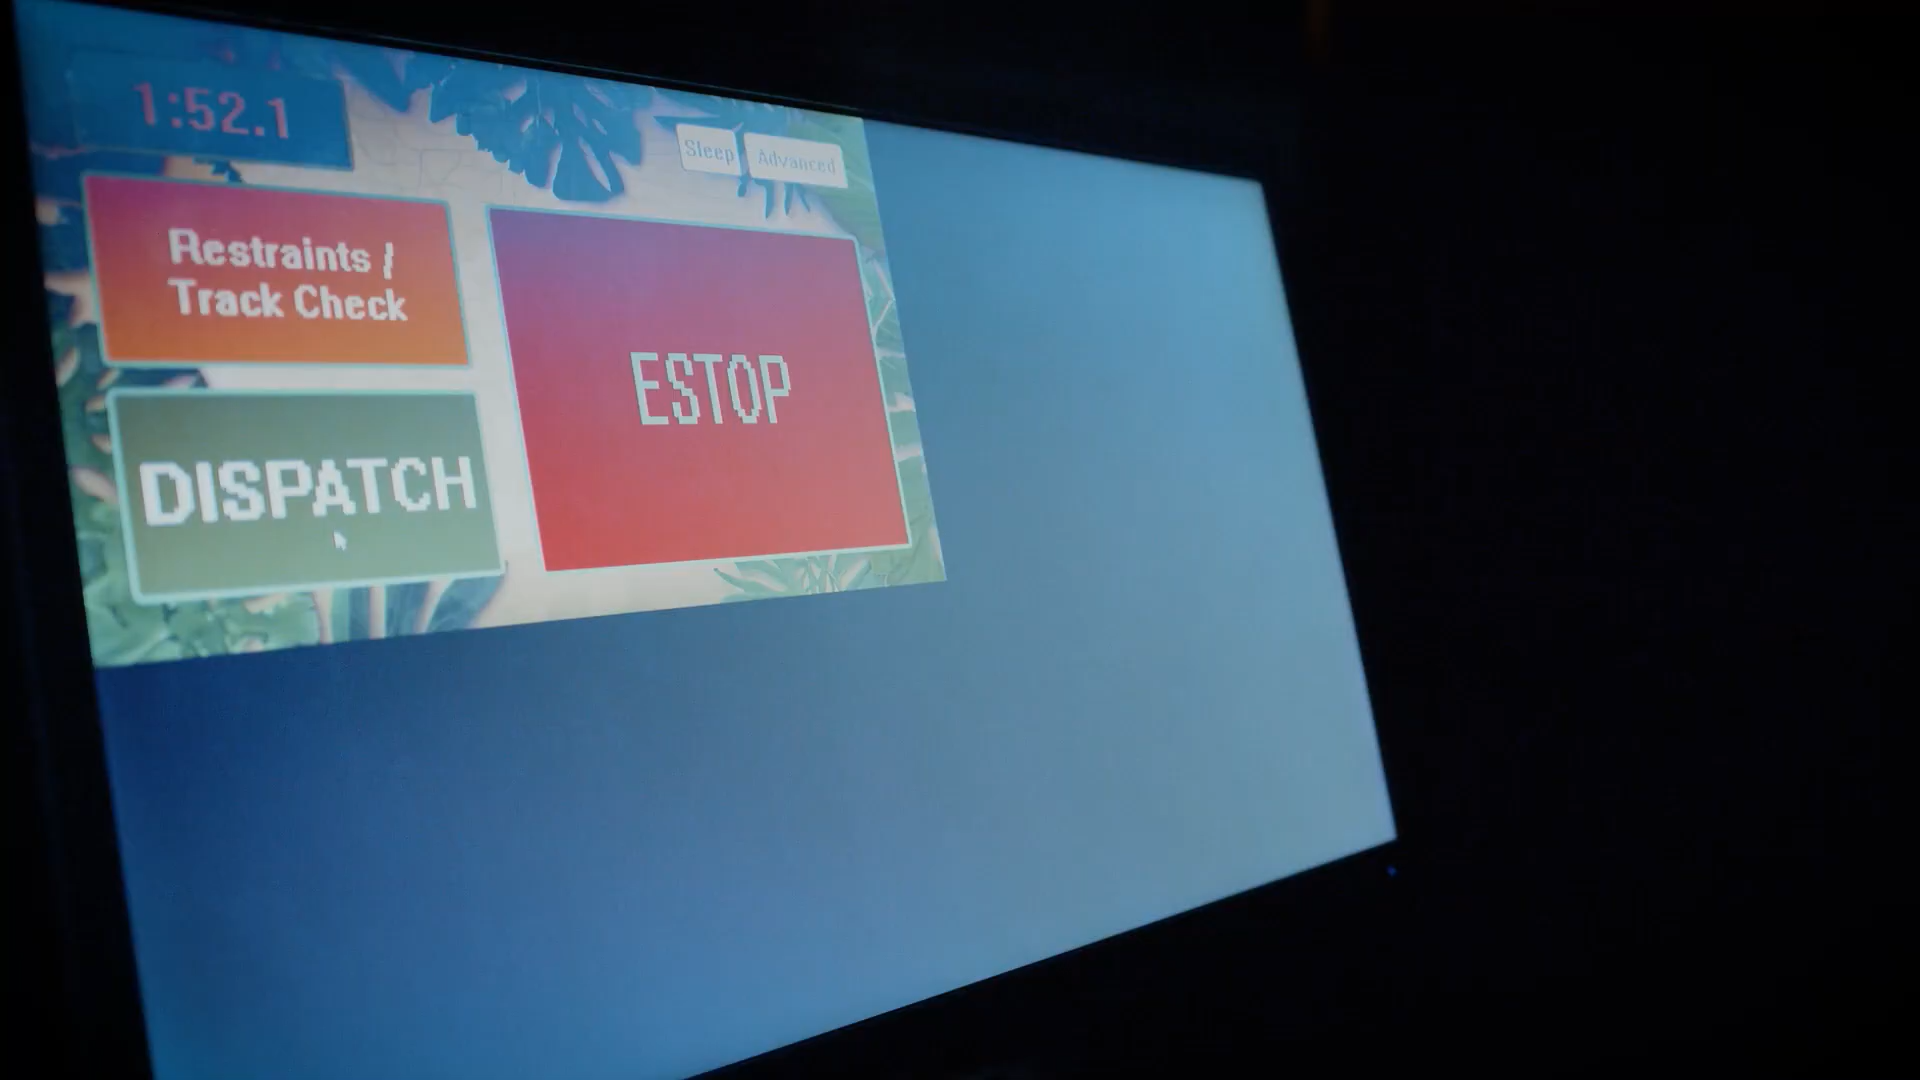 1:52.1
Sleep
Advanced
Restraints /
Track Check
ESTOP
DISPATCH